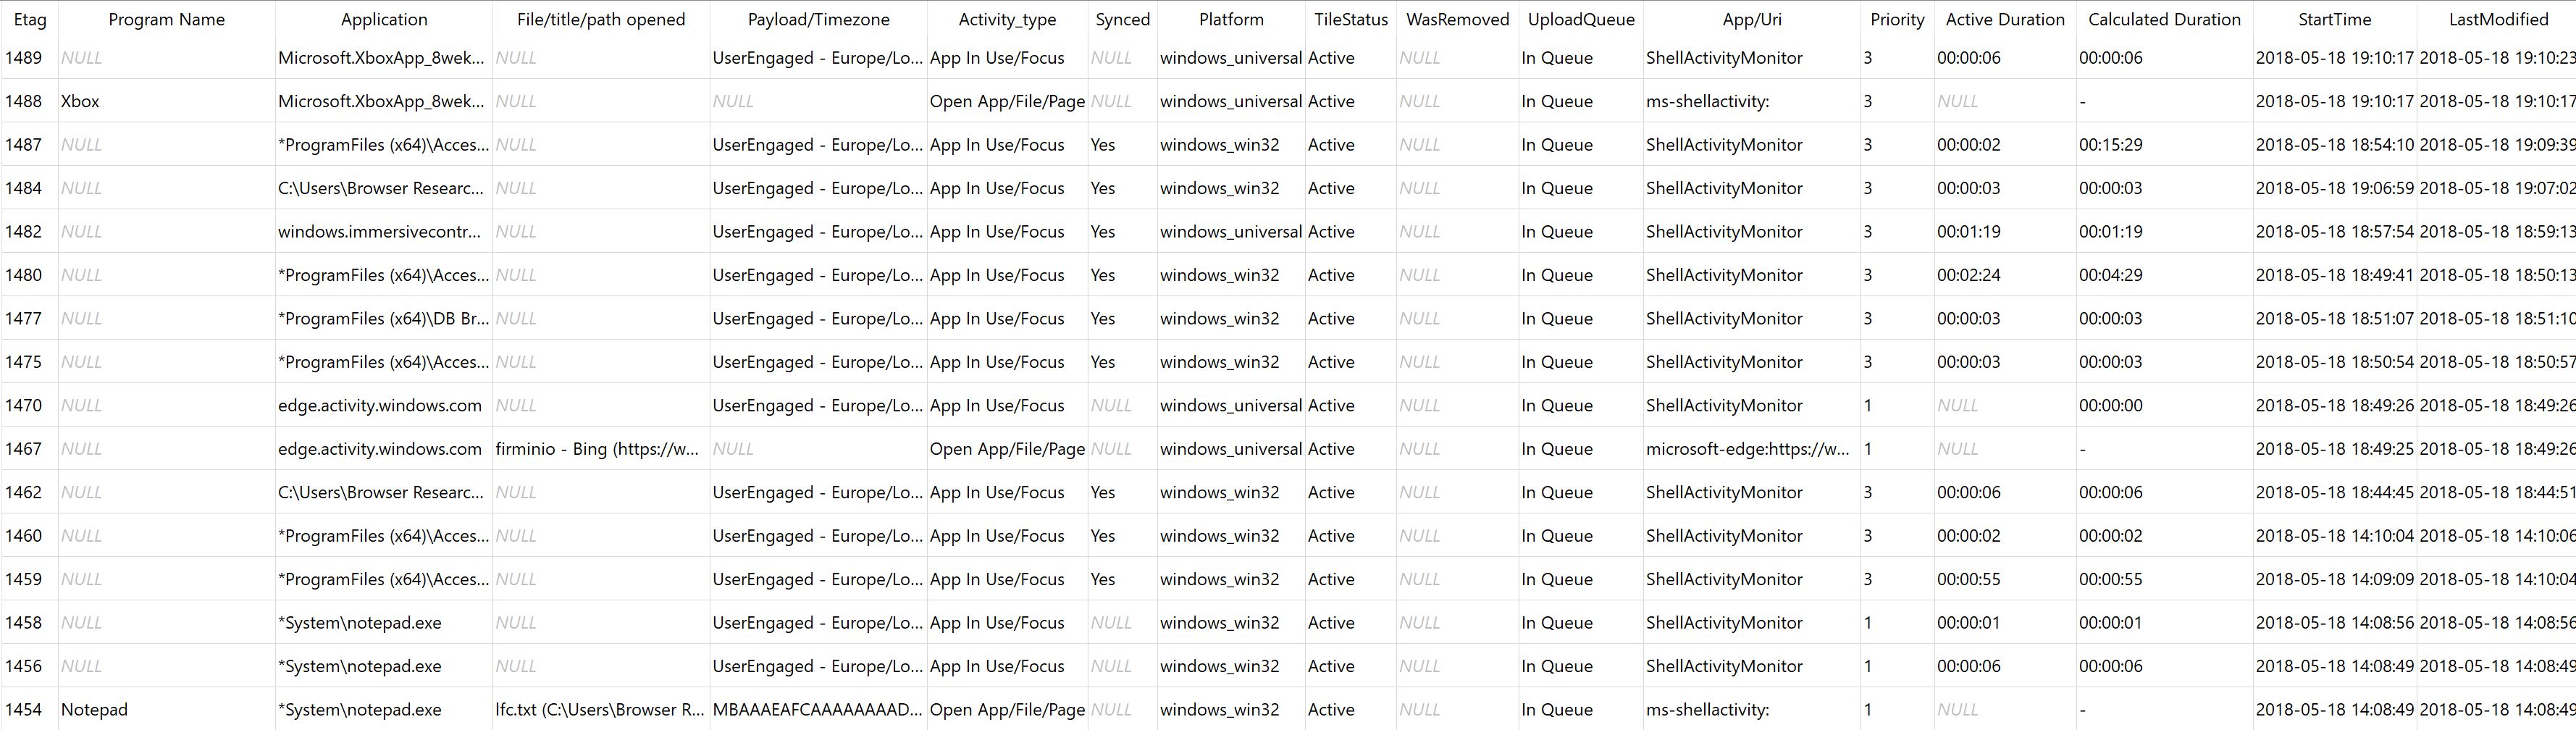 Etag Program Name Application File/title/path opened Payload/Timezone Activity_type Synced Platform TileStatus WasRemoved UploadQueue App/Uri Priority Active Duration Calculated Duration StartTime LastModified
1489 NULL Microsoft.XboxApp_8wek... NULL UserEngaged - Europe/Lo... App In Use/Focus NULL windows_universal Active NULL In Queue ShellActivityMonitor 3 00:00:06 00:00:06 2018-05-18 19:10:17 2018-05-18 19:10:23
1488 Xbox Microsoft.XboxApp_8wek... NULL NULL Open App/File/Page NULL windows_universal Active NULL In Queue ms-shellactivity: 3 NULL - 2018-05-18 19:10:17 2018-05-18 19:10:17
1487 NULL *ProgramFiles (x64)\Acces... NULL UserEngaged - Europe/Lo... App In Use/Focus Yes windows_win32 Active NULL In Queue ShellActivityMonitor 3 00:00:02 00:15:29 2018-05-18 18:54:10 2018-05-18 19:09:39
1484 NULL C:\Users\Browser Researc... NULL UserEngaged - Europe/Lo... App In Use/Focus Yes windows_win32 Active NULL In Queue ShellActivityMonitor 3 00:00:03 00:00:03 2018-05-18 19:06:59 2018-05-18 19:07:02
1482 NULL windows.immersivecontr... NULL UserEngaged - Europe/Lo... App In Use/Focus Yes windows_universal Active NULL In Queue ShellActivityMonitor 3 00:01:19 00:01:19 2018-05-18 18:57:54 2018-05-18 18:59:13
1480 NULL *ProgramFiles (x64)\Acces... NULL UserEngaged - Europe/Lo... App In Use/Focus Yes windows_win32 Active NULL In Queue ShellActivityMonitor 3 00:02:24 00:04:29 2018-05-18 18:49:41 2018-05-18 18:50:13
1477 NULL *ProgramFiles (x64)\DB Br... NULL UserEngaged - Europe/Lo... App In Use/Focus Yes windows_win32 Active NULL In Queue ShellActivityMonitor 3 00:00:03 00:00:03 2018-05-18 18:51:07 2018-05-18 18:51:10
1475 NULL *ProgramFiles (x64)\Acces... NULL UserEngaged - Europe/Lo... App In Use/Focus Yes windows_win32 Active NULL In Queue ShellActivityMonitor 3 00:00:03 00:00:03 2018-05-18 18:50:54 2018-05-18 18:50:57
1470 NULL edge.activity.windows.com NULL UserEngaged - Europe/Lo... App In Use/Focus NULL windows_universal Active NULL In Queue ShellActivityMonitor 1 NULL 00:00:00 2018-05-18 18:49:26 2018-05-18 18:49:26
1467 NULL edge.activity.windows.com firminio - Bing (https://w... NULL Open App/File/Page NULL windows_universal Active NULL In Queue microsoft-edge:https://w... 1 NULL - 2018-05-18 18:49:25 2018-05-18 18:49:26
1462 NULL C:\Users\Browser Researc... NULL UserEngaged - Europe/Lo... App In Use/Focus Yes windows_win32 Active NULL In Queue ShellActivityMonitor 3 00:00:06 00:00:06 2018-05-18 18:44:45 2018-05-18 18:44:51
1460 NULL *ProgramFiles (x64)\Acces... NULL UserEngaged - Europe/Lo... App In Use/Focus Yes windows_win32 Active NULL In Queue ShellActivityMonitor 3 00:00:02 00:00:02 2018-05-18 14:10:04 2018-05-18 14:10:06
1459 NULL *ProgramFiles (x64)\Acces... NULL UserEngaged - Europe/Lo... App In Use/Focus Yes windows_win32 Active NULL In Queue ShellActivityMonitor 3 00:00:55 00:00:55 2018-05-18 14:09:09 2018-05-18 14:10:04
1458 NULL *System\notepad.exe NULL UserEngaged - Europe/Lo... App In Use/Focus NULL windows_win32 Active NULL In Queue ShellActivityMonitor 1 00:00:01 00:00:01 2018-05-18 14:08:56 2018-05-18 14:08:56
1456 NULL *System\notepad.exe NULL UserEngaged - Europe/Lo... App In Use/Focus NULL windows_win32 Active NULL In Queue ShellActivityMonitor 1 00:00:06 00:00:06 2018-05-18 14:08:49 2018-05-18 14:08:49
1454 Notepad *System\notepad.exe lfc.txt (C:\Users\Browser R... MBAAAEAFCAAAAAAAAD... Open App/File/Page NULL windows_win32 Active NULL In Queue ms-shellactivity: 1 NULL - 2018-05-18 14:08:49 2018-05-18 14:08:49